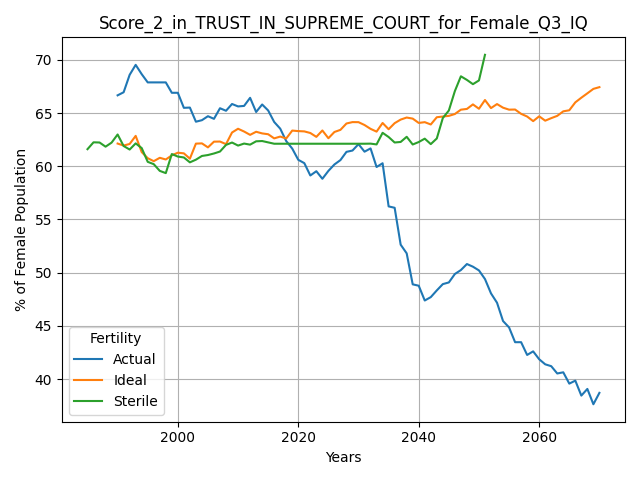 Score_2_in_TRUST_IN_SUPREME_COURT_for_Female_Q3_IQ
70
65
60
55
50
45
40
% of Female Population
Fertility
Actual
Ideal
Sterile
2000
2020
2040
2060
Years